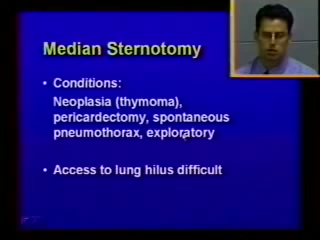 Median Sternotomy
• Conditions:
Neoplasia (thymoma),
pericardectomy, spontaneous
pneumothorax, exploratory
• Access to lung hilus difficult